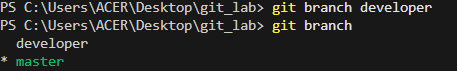 PS C:\Users\ACER\Desktop\git_lab> git branch developer
PS C:\Users\ACER\Desktop\git_lab> git branch
  developer
* master